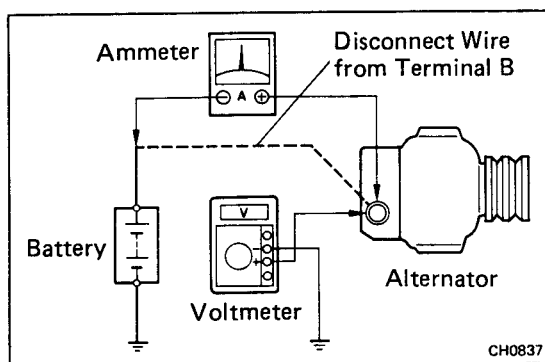 Ammeter
Disconnect Wire
from Terminal B
− A +
V
−
+
Battery
Voltmeter
Alternator
CH0837